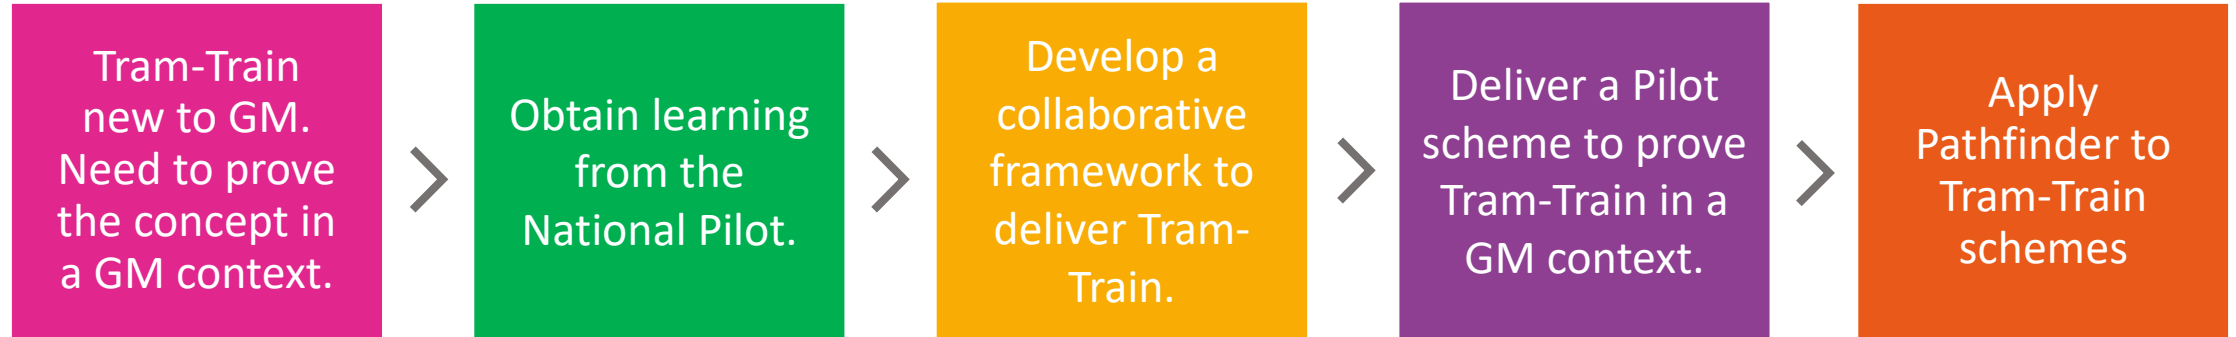 Tram-Train
new to GM.
Need to prove
the concept in
a GM context.
Obtain learning
from the
National Pilot.
Develop a
collaborative
framework to
deliver Tram-
Train.
Deliver a Pilot
scheme to prove
Tram-Train in a
GM context.
Apply
Pathfinder to
Tram-Train
schemes